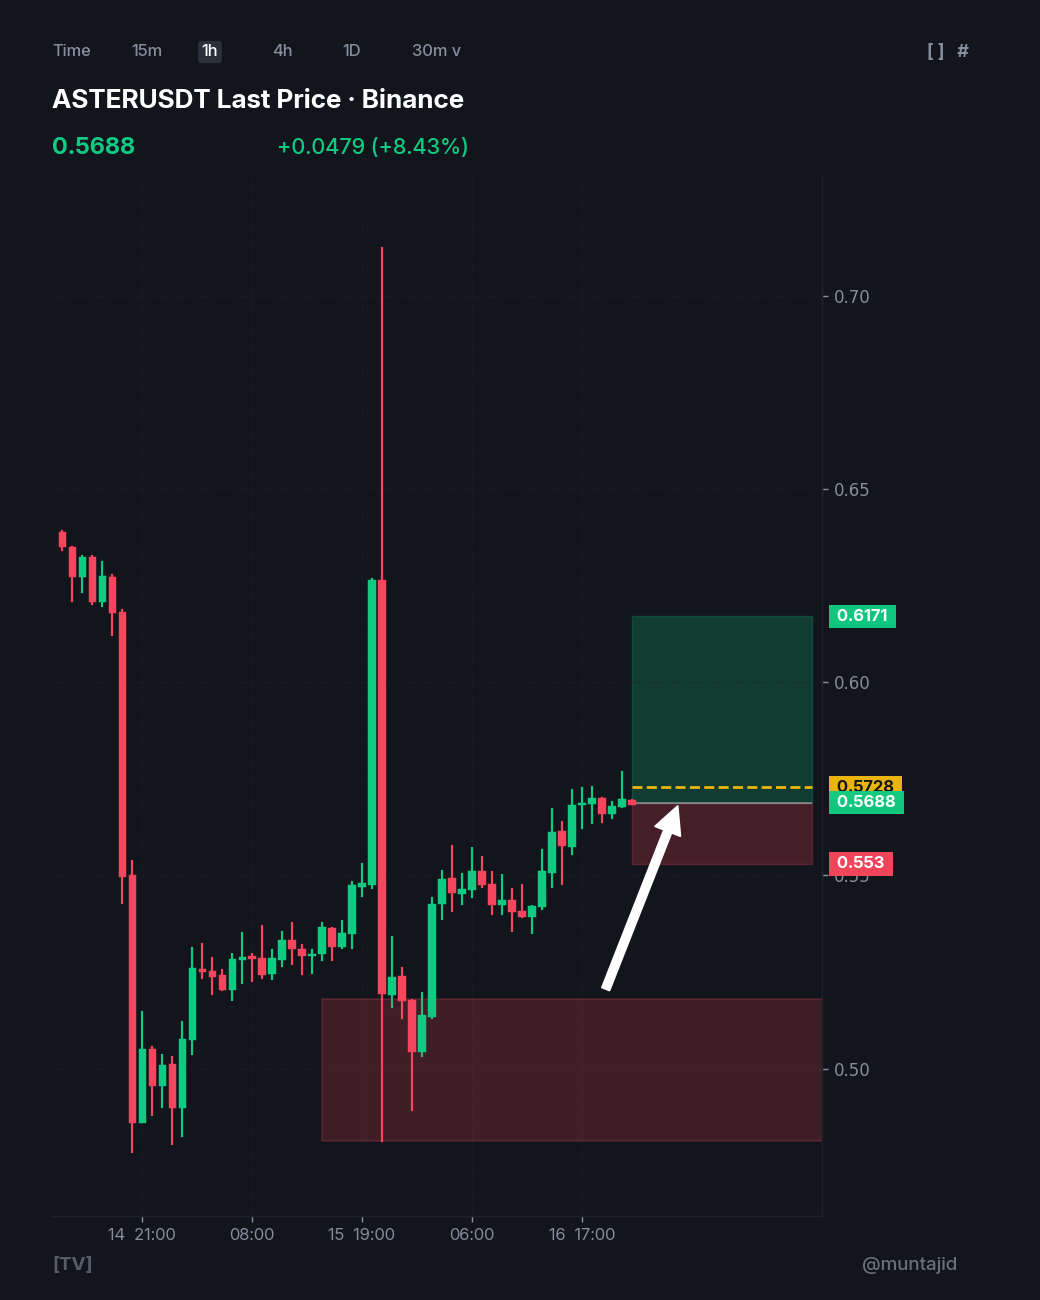 Time 15m 1h 4h 1D 30m v [ ] #
ASTERUSDT Last Price · Binance
0.5688 +0.0479 (+8.43%)
0.70
0.65
0.6171
0.60
0.5728
0.5688
0.553
0.55
0.50
14 21:00 08:00 15 19:00 06:00 16 17:00
[TV] @muntajid